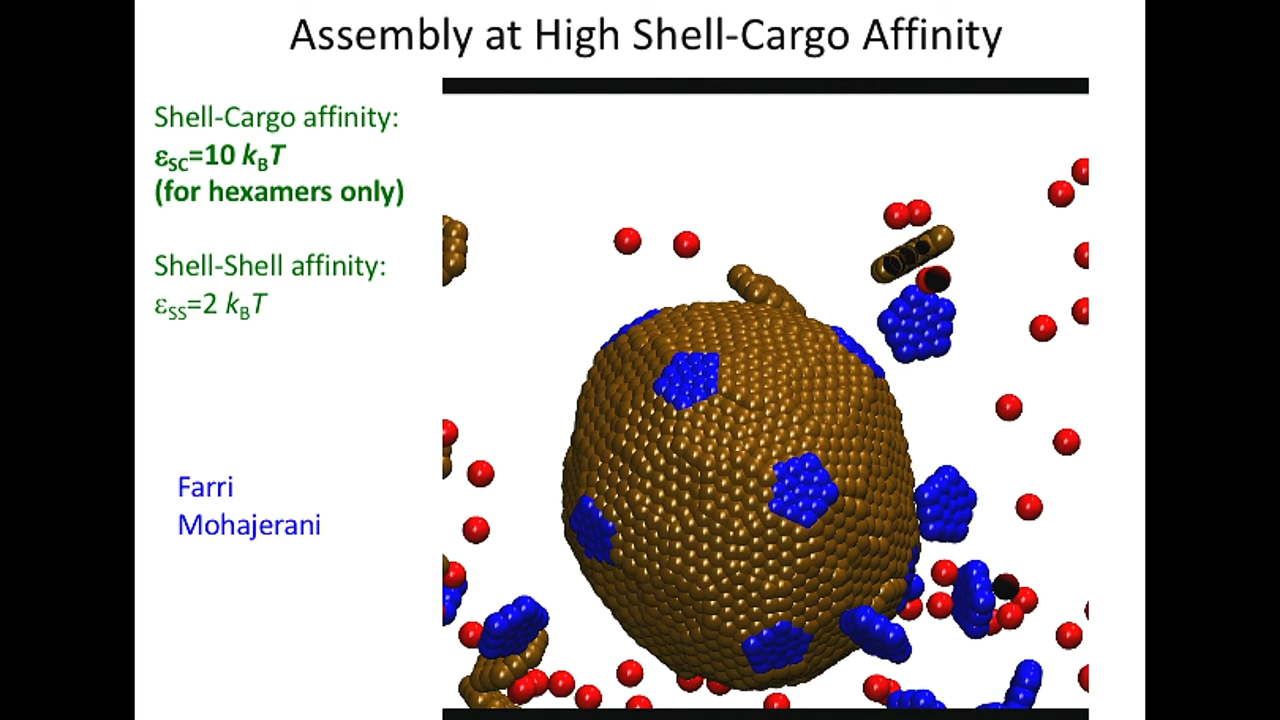 Assembly at High Shell-Cargo Affinity
Shell-Cargo affinity:
εSC=10 kBT
(for hexamers only)
Shell-Shell affinity:
εSS=2 kBT
Farri
Mohajerani